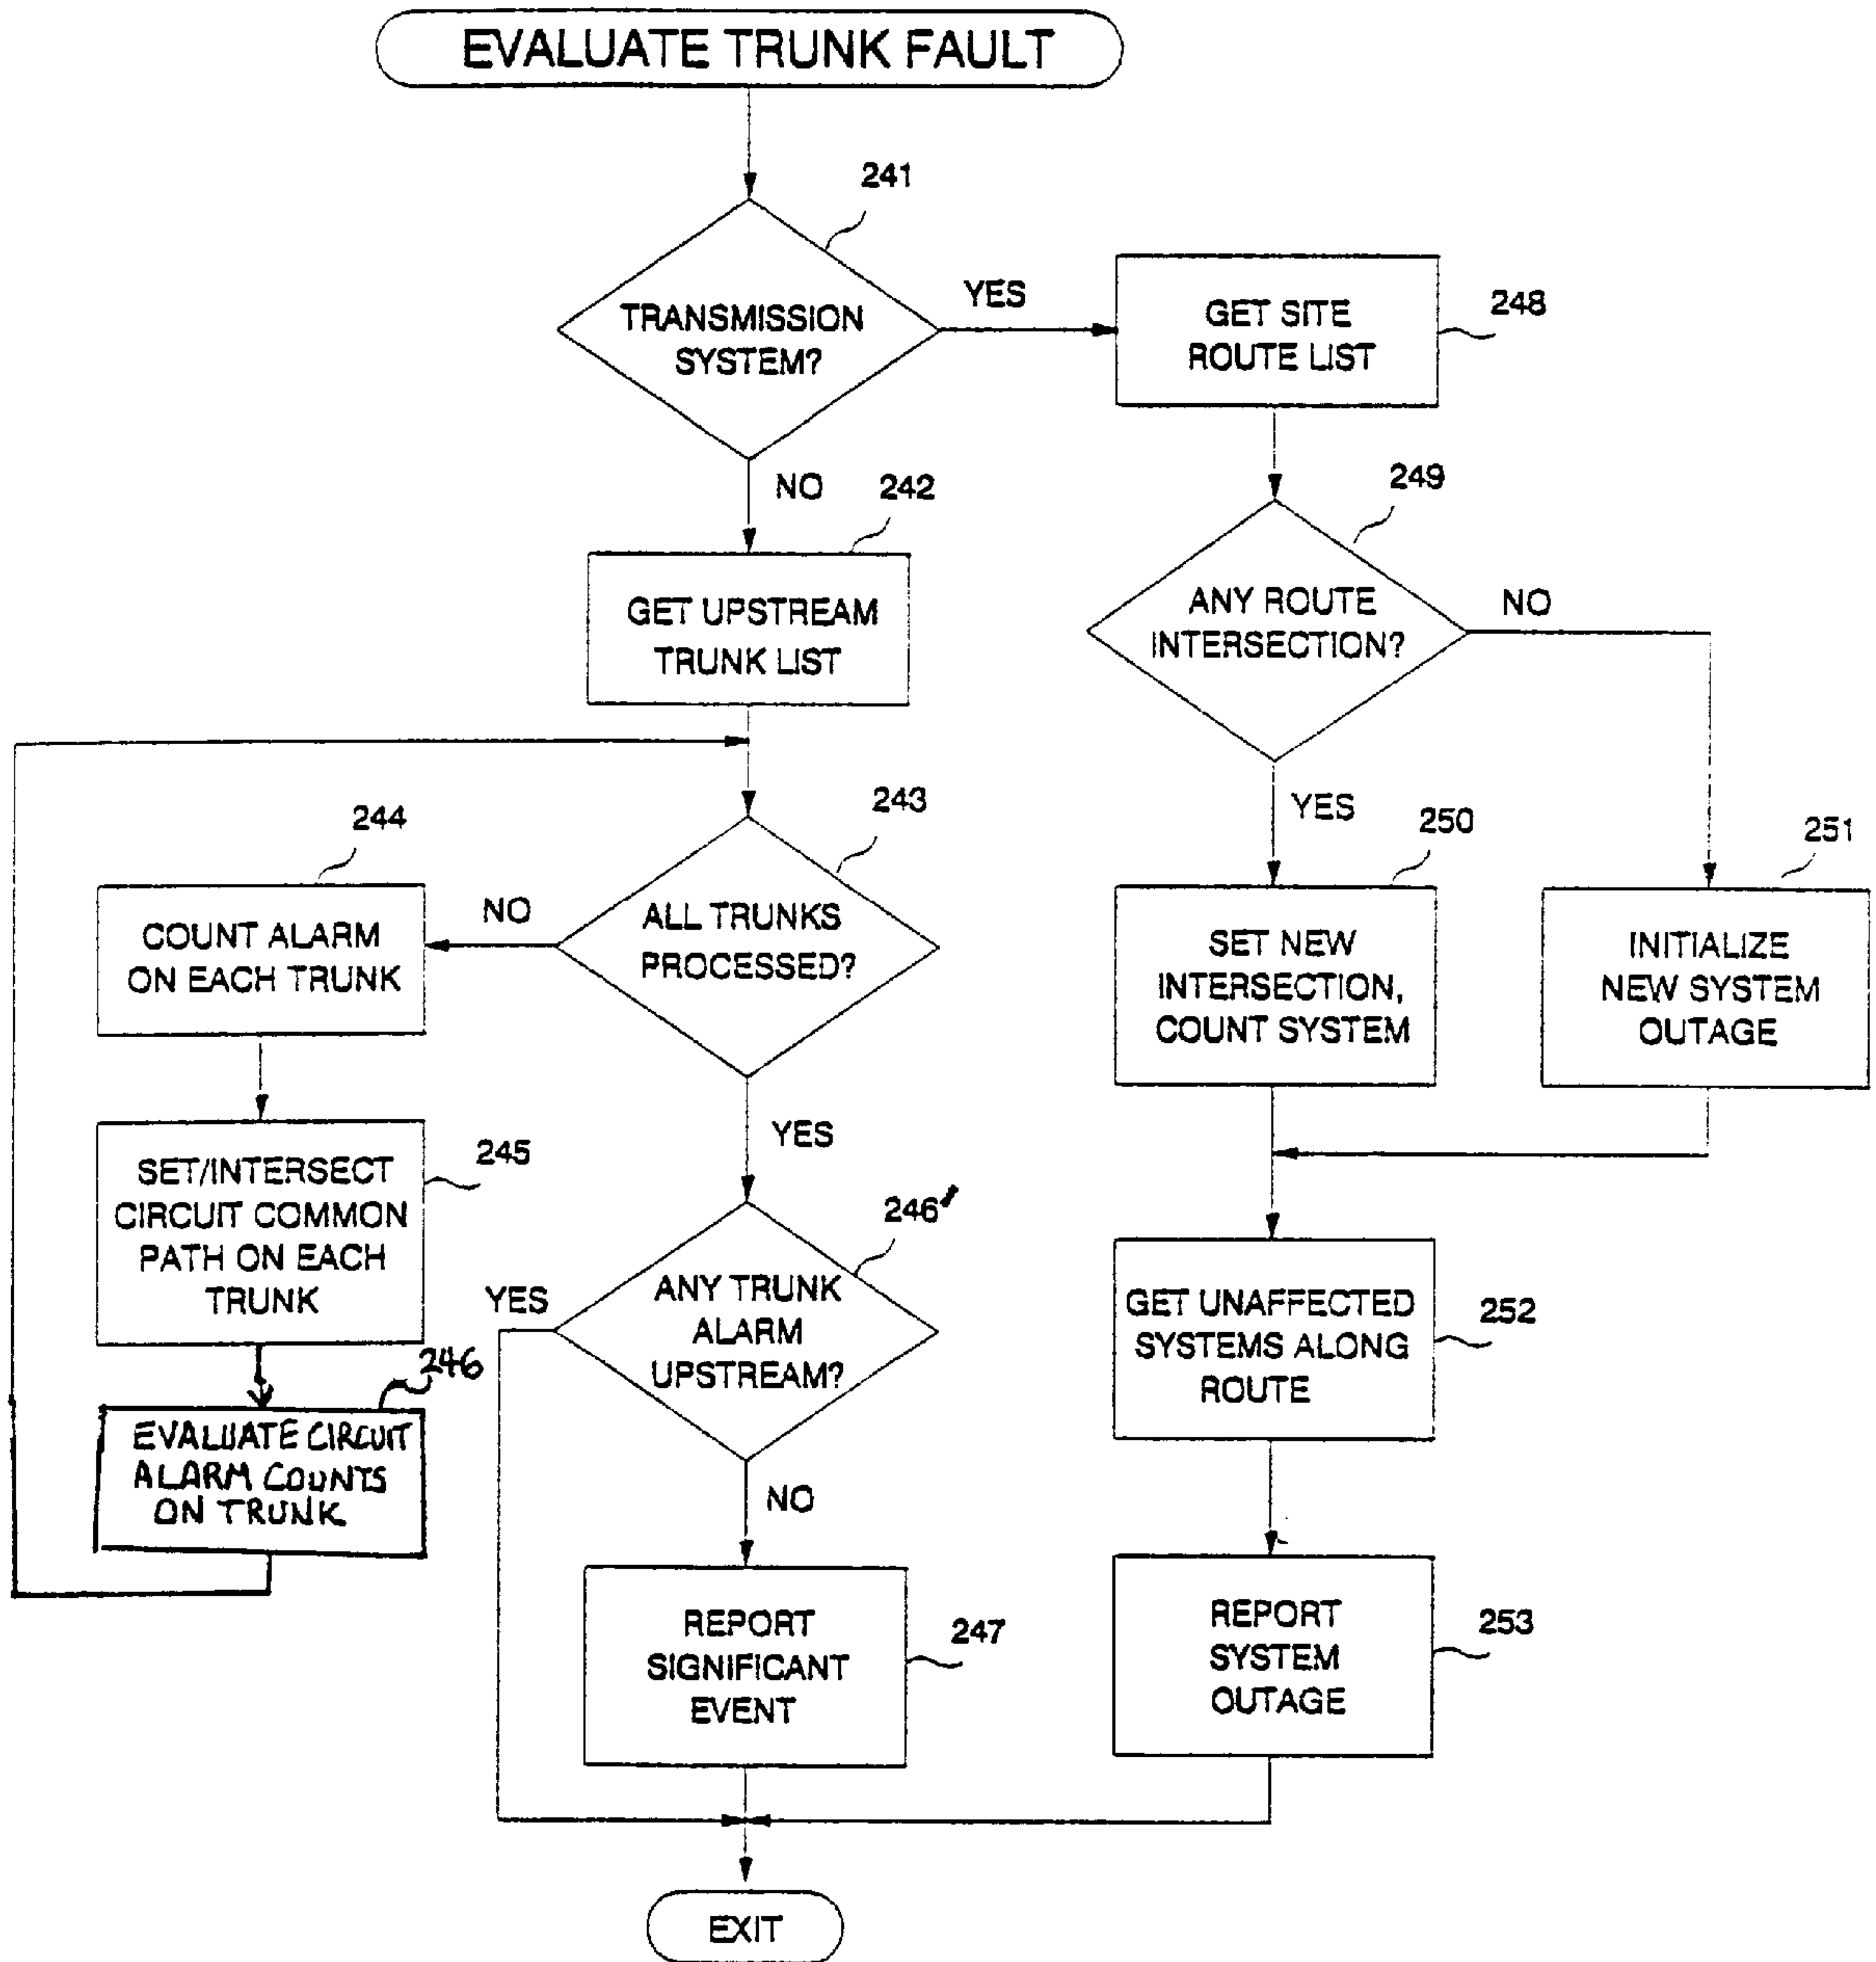 EVALUATE TRUNK FAULT
241
TRANSMISSION
SYSTEM?
YES
NO
GET SITE
ROUTE LIST
248
242
GET UPSTREAM
TRUNK LIST
249
ANY ROUTE
INTERSECTION?
NO
YES
243
ALL TRUNKS
PROCESSED?
NO
YES
244
COUNT ALARM
ON EACH TRUNK
250
SET NEW
INTERSECTION,
COUNT SYSTEM
251
INITIALIZE
NEW SYSTEM
OUTAGE
SET/INTERSECT
CIRCUIT COMMON
PATH ON EACH
TRUNK
245
246'
ANY TRUNK
ALARM
UPSTREAM?
YES
NO
GET UNAFFECTED
SYSTEMS ALONG
ROUTE
252
246
EVALUATE CIRCUIT
ALARM COUNTS
ON TRUNK
REPORT
SIGNIFICANT
EVENT
247
REPORT
SYSTEM
OUTAGE
253
EXIT